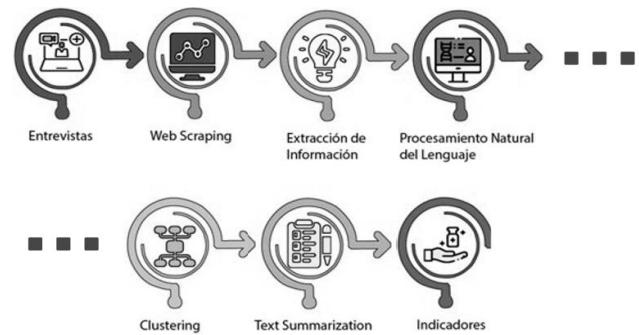 Entrevistas
Web Scraping
Extracción de
Información
Procesamiento Natural
del Lenguaje
Clustering
Text Summarization
Indicadores